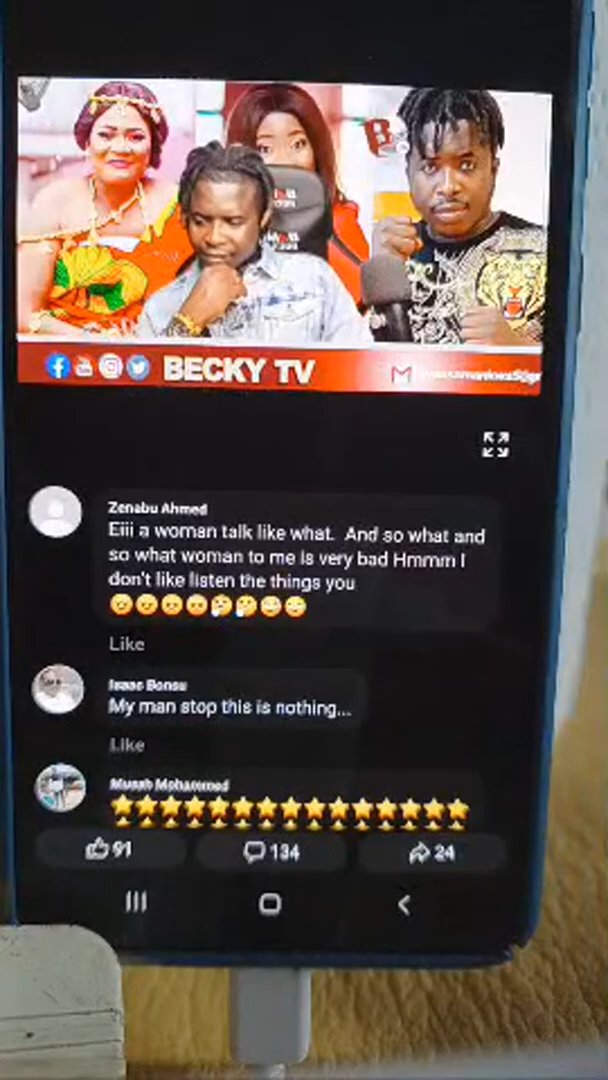 BECKY TV
Zenabu Ahmed
Eiii a woman talk like what. And so what and
so what woman to me is very bad Hmmm I
don't like listen the things you
Like
Isaac Bonsu
My man stop this is nothing...
Like
Musah Mohammed
91
134
24